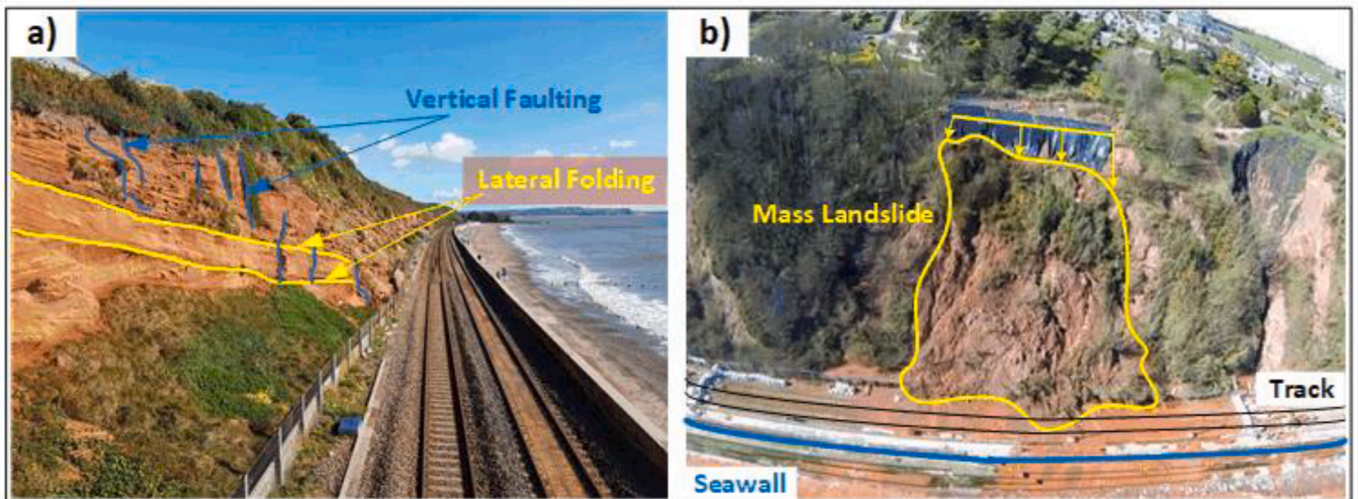 a)
Vertical Faulting
Lateral Folding
b)
Mass Landslide
Track
Seawall